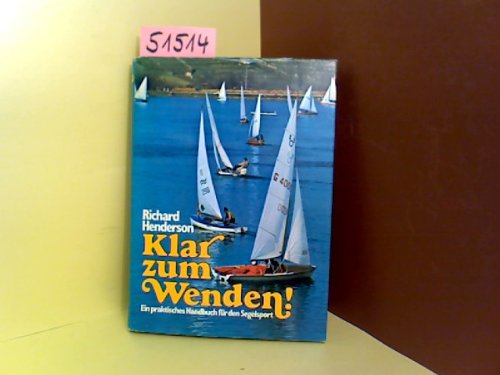 51514
Richard
Henderson
Klar
zum
Wenden!
Ein praktisches Handbuch für den Segelsport